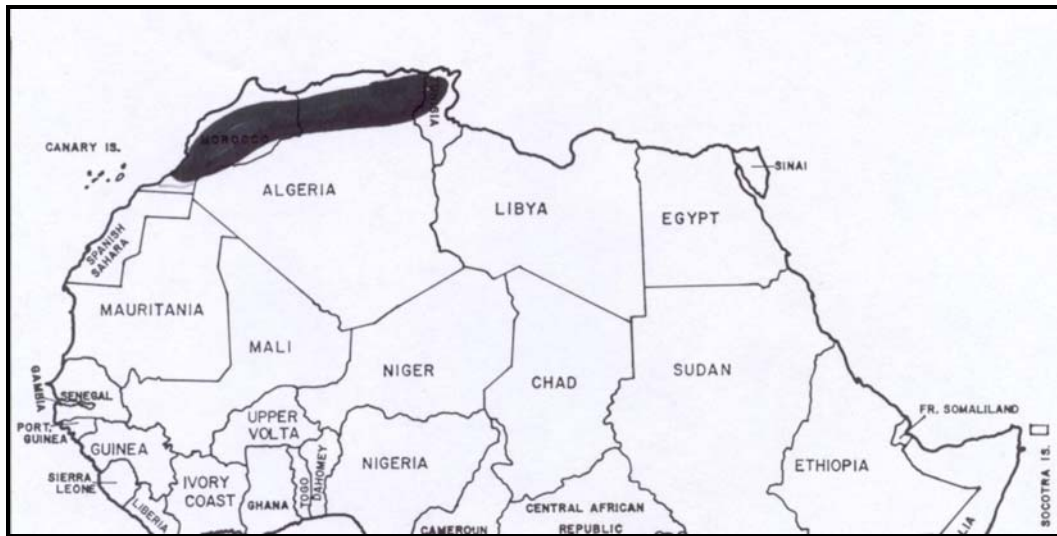 MOROCCO
CANARY IS.
ALGERIA
LIBYA
EGYPT
SINAI
SPANISH
SAHARA
MAURITANIA
MALI
NIGER
CHAD
SUDAN
GAMBIA
SENEGAL
PORT.
GUINEA
GUINEA
UPPER
VOLTA
NIGERIA
FR. SOMALILAND
ETHIOPIA
SIERRA
LEONE
LIBERIA
IVORY
COAST
GHANA
TOGO
DAHOMEY
CAMEROUN
CENTRAL AFRICAN
REPUBLIC
LIA
SOCOTRA IS.